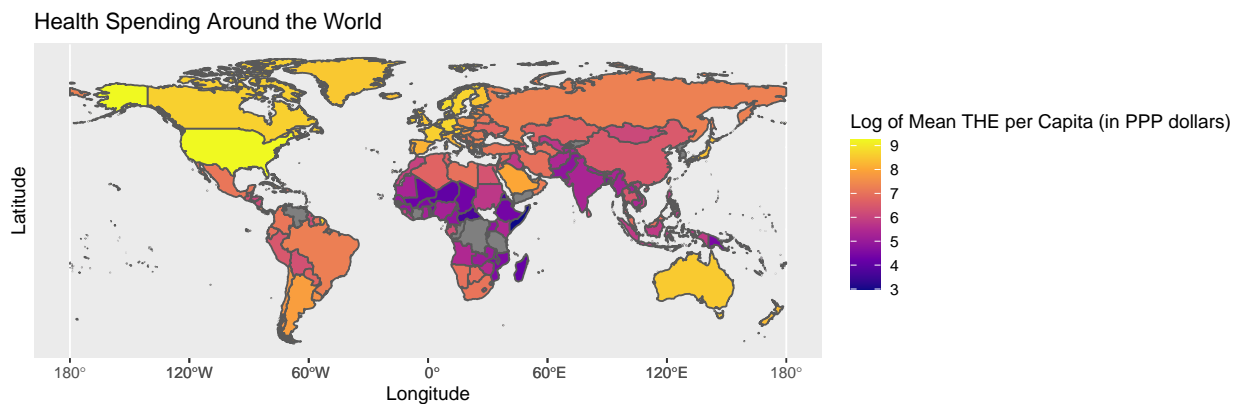 Health Spending Around the World
Latitude
180°
120°W
60°W
0°
60°E
120°E
180°
Longitude
Log of Mean THE per Capita (in PPP dollars)
9
8
7
6
5
4
3